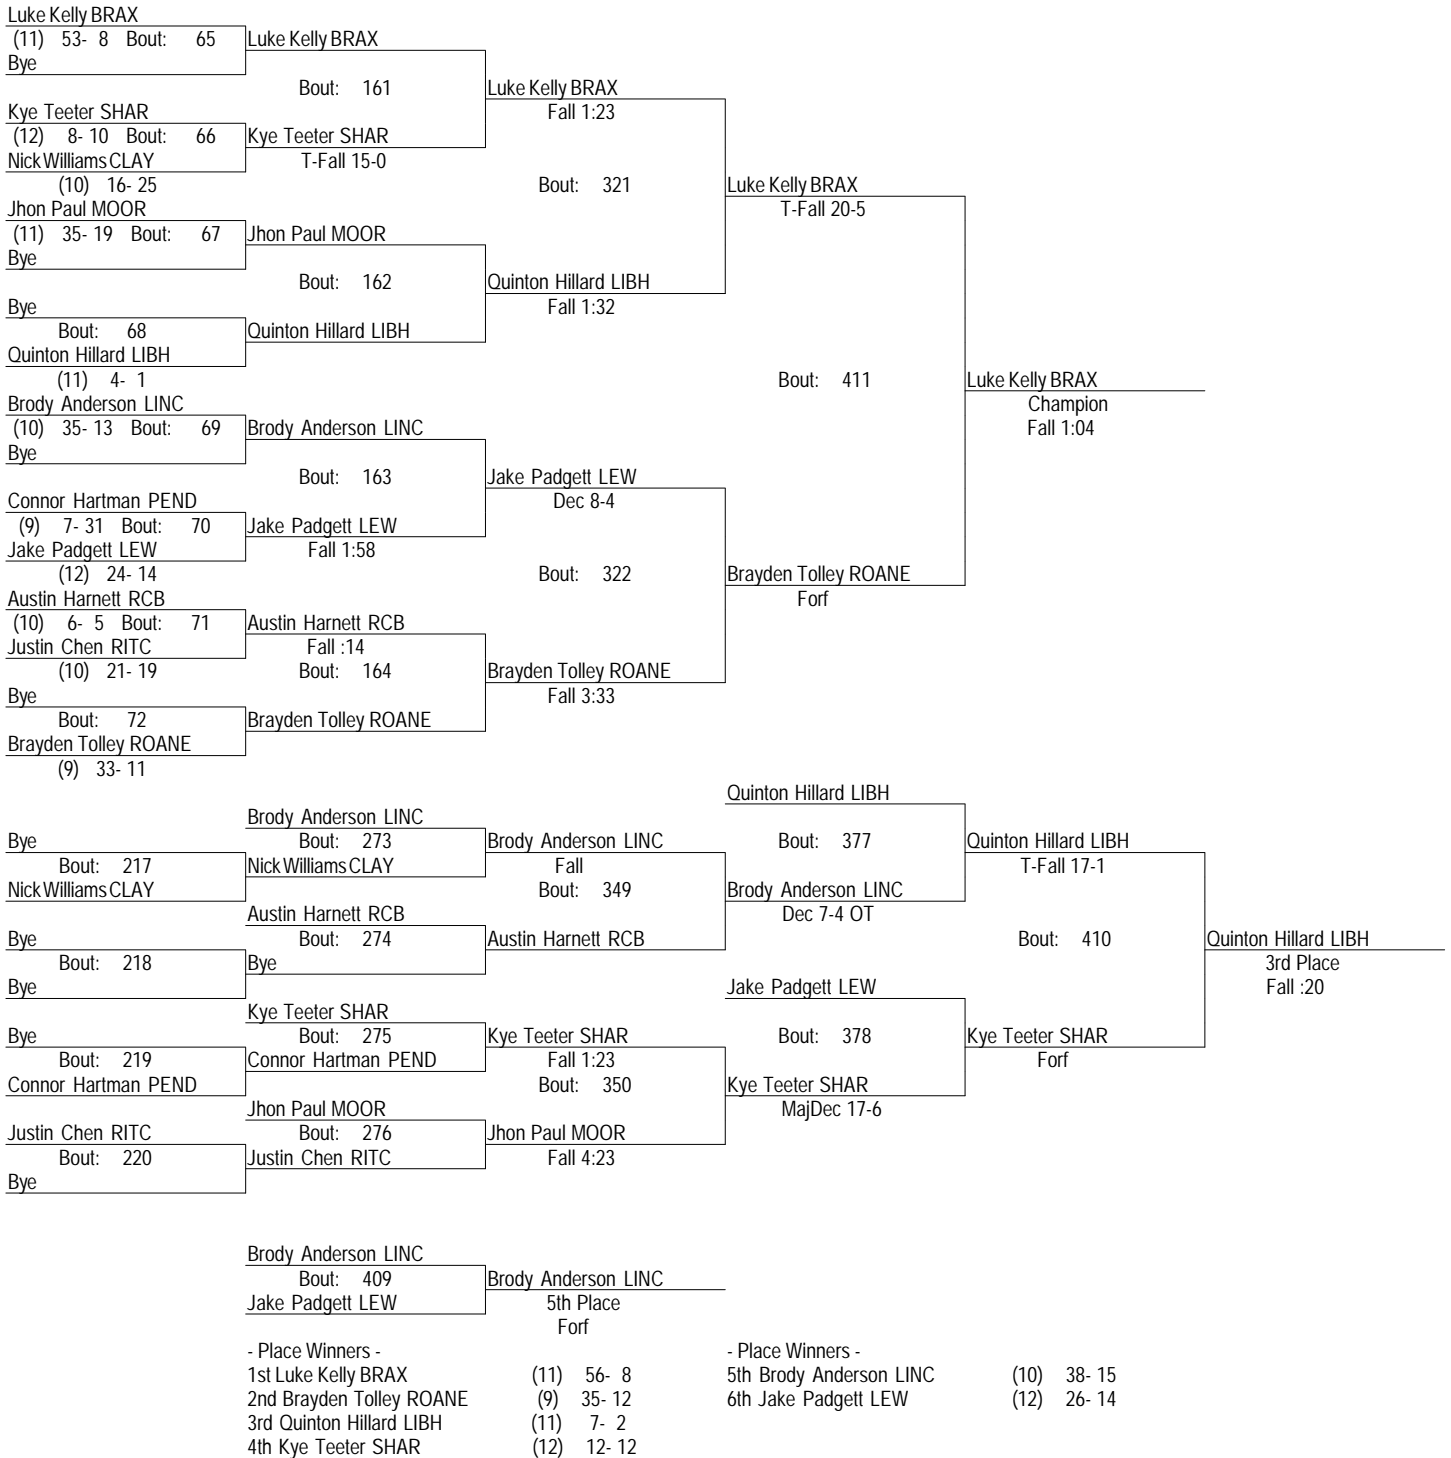 Luke Kelly BRAX
(11) 53- 8 Bout: 65 Luke Kelly BRAX
Bye
Bout: 161 Luke Kelly BRAX
Kye Teeter SHAR Fall 1:23
(12) 8- 10 Bout: 66 Kye Teeter SHAR
Nick Williams CLAY T-Fall 15-0
(10) 16- 25 Bout: 321 Luke Kelly BRAX
Jhon Paul MOOR T-Fall 20-5
(11) 35- 19 Bout: 67 Jhon Paul MOOR
Bye
Bout: 162 Quinton Hillard LIBH
Bye Fall 1:32
Bout: 68 Quinton Hillard LIBH
Quinton Hillard LIBH
(11) 4- 1 Bout: 411 Luke Kelly BRAX
Brody Anderson LINC Champion
(10) 35- 13 Bout: 69 Brody Anderson LINC Fall 1:04
Bye
Bout: 163 Jake Padgett LEW
Connor Hartman PEND Dec 8-4
(9) 7- 31 Bout: 70 Jake Padgett LEW
Jake Padgett LEW Fall 1:58
(12) 24- 14 Bout: 322 Brayden Tolley ROANE
Austin Harnett RCB Forf
(10) 6- 5 Bout: 71 Austin Harnett RCB
Justin Chen RITC Fall :14
(10) 21- 19 Bout: 164 Brayden Tolley ROANE
Bye Fall 3:33
Bout: 72 Brayden Tolley ROANE
Brayden Tolley ROANE
(9) 33- 11
Quinton Hillard LIBH
Brody Anderson LINC
Bye Bout: 273 Brody Anderson LINC Bout: 377 Quinton Hillard LIBH
Bout: 217 Nick Williams CLAY Fall T-Fall 17-1
Nick Williams CLAY Bout: 349 Brody Anderson LINC
Austin Harnett RCB Dec 7-4 OT
Bye Bout: 274 Austin Harnett RCB Bout: 410 Quinton Hillard LIBH
Bout: 218 Bye 3rd Place
Bye Jake Padgett LEW Fall :20
Kye Teeter SHAR
Bye Bout: 275 Kye Teeter SHAR Bout: 378 Kye Teeter SHAR
Bout: 219 Connor Hartman PEND Fall 1:23 Forf
Connor Hartman PEND Bout: 350 Kye Teeter SHAR
Jhon Paul MOOR MajDec 17-6
Justin Chen RITC Bout: 276 Jhon Paul MOOR
Bout: 220 Justin Chen RITC Fall 4:23
Bye
Brody Anderson LINC
Bout: 409 Brody Anderson LINC
Jake Padgett LEW 5th Place
Forf
- Place Winners - - Place Winners -
1st Luke Kelly BRAX (11) 56- 8 5th Brody Anderson LINC (10) 38- 15
2nd Brayden Tolley ROANE (9) 35- 12 6th Jake Padgett LEW (12) 26- 14
3rd Quinton Hillard LIBH (11) 7- 2
4th Kye Teeter SHAR (12) 12- 12